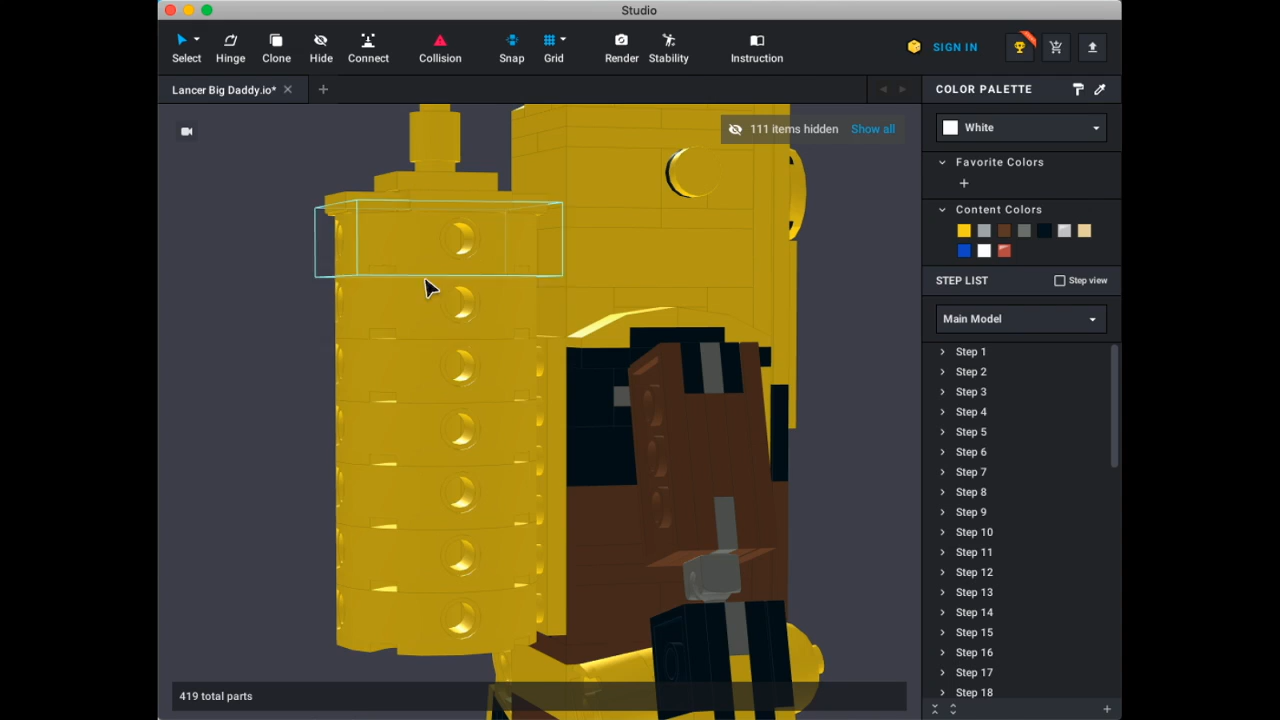 Studio
Select
Hinge
Clone
Hide
Connect
Collision
Snap
Grid
Render
Stability
Instruction
SIGN IN
Lancer Big Daddy.io*
COLOR PALETTE
111 items hidden Show all
White
Favorite Colors
Content Colors
STEP LIST
Step view
Main Model
Step 1
Step 2
Step 3
Step 4
Step 5
Step 6
Step 7
Step 8
Step 9
Step 10
Step 11
Step 12
Step 13
Step 14
Step 15
Step 16
Step 17
Step 18
419 total parts